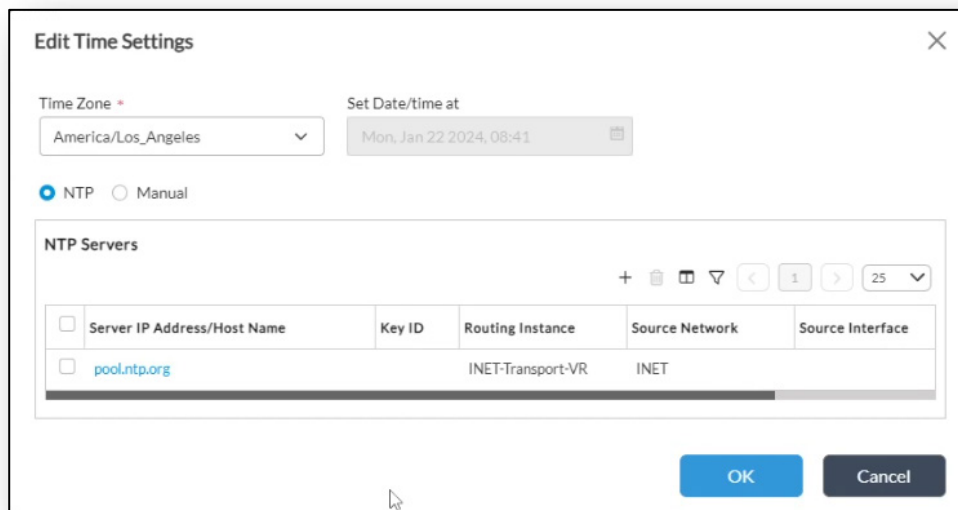 Edit Time Settings
Time Zone * Set Date/time at
America/Los_Angeles Mon, Jan 22 2024, 08:41
NTP Manual
NTP Servers
1 25
Server IP Address/Host Name Key ID Routing Instance Source Network Source Interface
pool.ntp.org INET-Transport-VR INET
OK Cancel